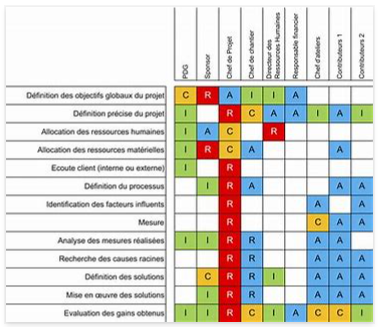 PDG
Sponsor
Chef de Projet
Chef de chantier
Directeur des
Ressources Humaines
Responsable financier
Chef d'ateliers
Contributeurs 1
Contributeurs 2
Définition des objectifs globaux du projet C R A I I A
Définition précise du projet I R C A A I A I
Allocation des ressources humaines I A C R
Allocation des ressources matérielles I R C A A
Ecoute client (interne ou externe) I R
Définition du processus I R A A A
Identification des facteurs influents R A A
Mesure R C A A
Analyse des mesures réalisées I I R R A A
Recherche des causes racines R R A A A
Définition des solutions C R R I A A A
Mise en œuvre des solutions I R R A A A
Evaluation des gains obtenus I I R C I A C C I